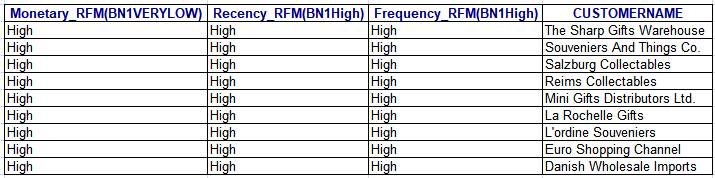 Monetary_RFM(BN1VERYLOW) Recency_RFM(BN1High) Frequency_RFM(BN1High) CUSTOMERNAME
High High High The Sharp Gifts Warehouse
High High High Souveniers And Things Co.
High High High Salzburg Collectables
High High High Reims Collectables
High High High Mini Gifts Distributors Ltd.
High High High La Rochelle Gifts
High High High L'ordine Souveniers
High High High Euro Shopping Channel
High High High Danish Wholesale Imports